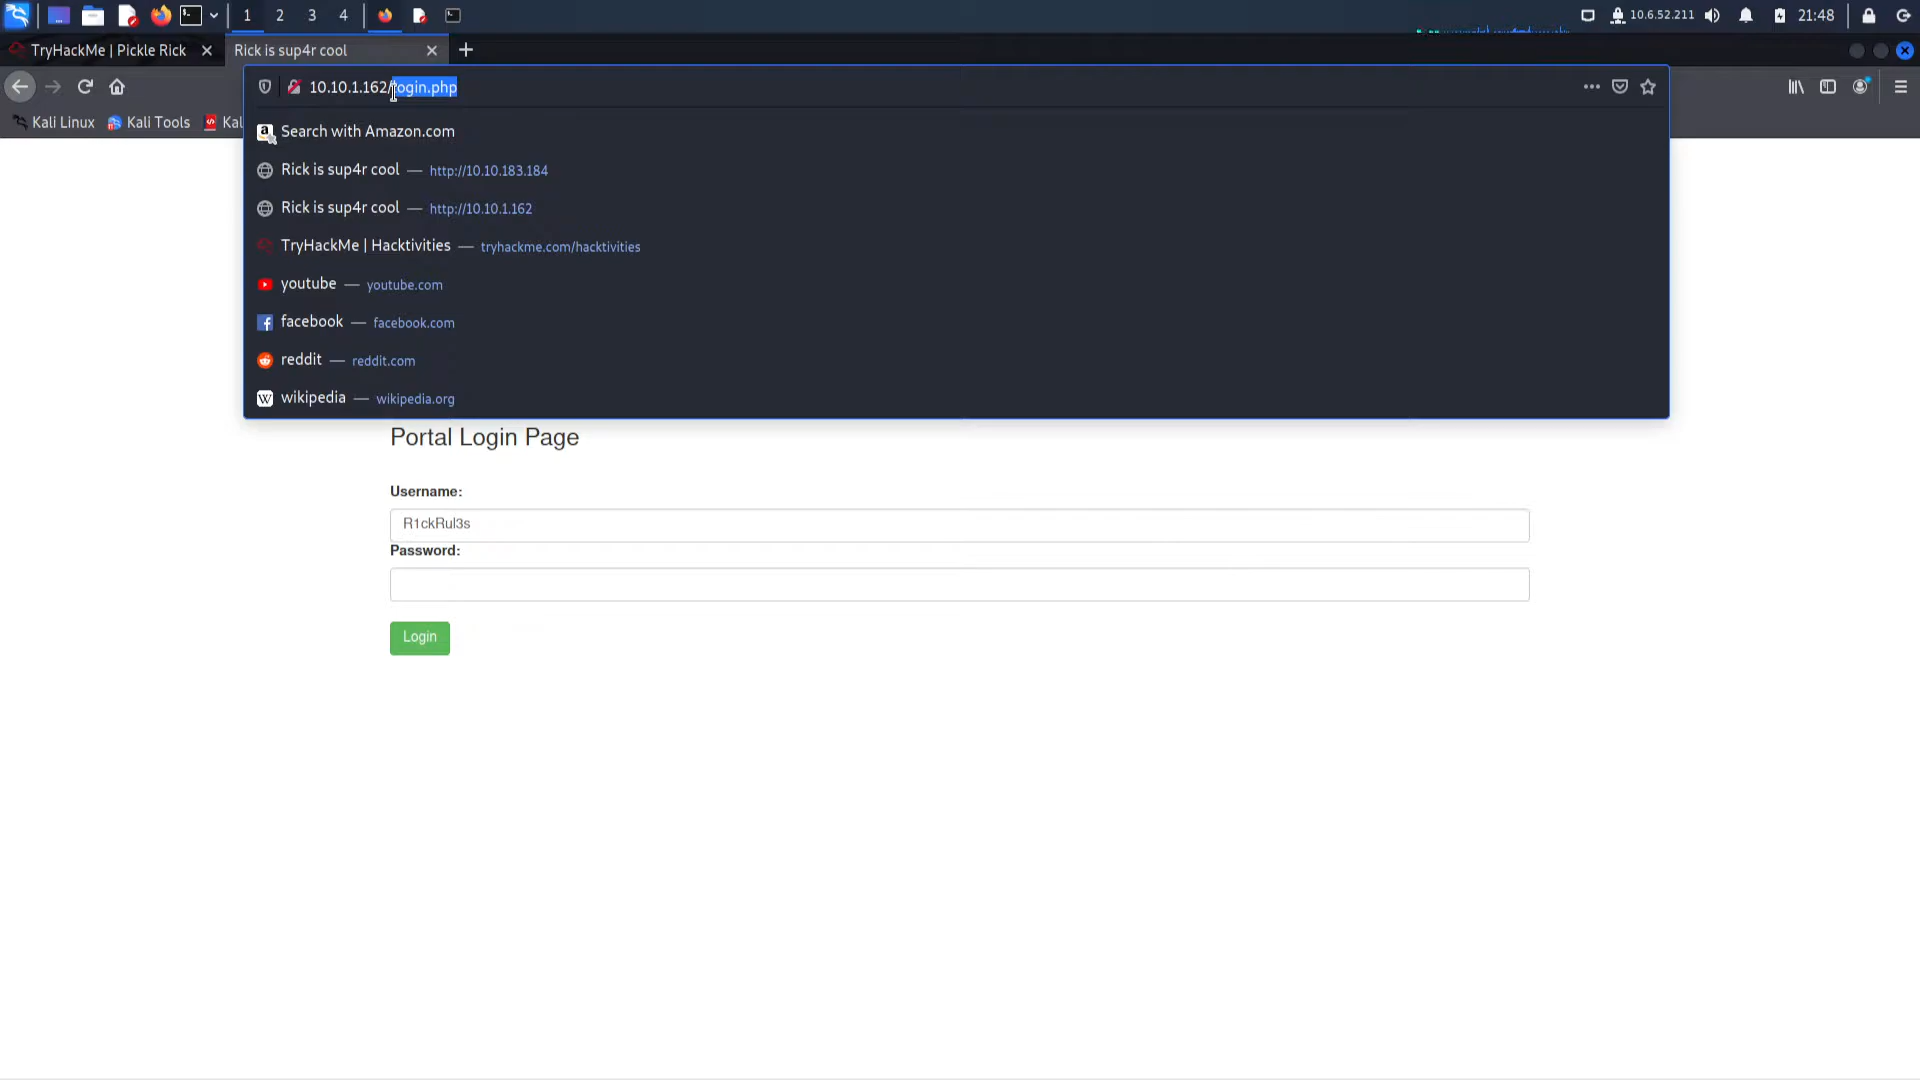 1 2 3 4 10.6.52.211 21:48
TryHackMe | Pickle Rick Rick is sup4r cool
10.10.1.162/login.php
Kali Linux Kali Tools Kal
Search with Amazon.com
Rick is sup4r cool — http://10.10.183.184
Rick is sup4r cool — http://10.10.1.162
TryHackMe | Hacktivities — tryhackme.com/hacktivities
youtube — youtube.com
facebook — facebook.com
reddit — reddit.com
wikipedia — wikipedia.org
Portal Login Page
Username:
R1ckRul3s
Password:
Login